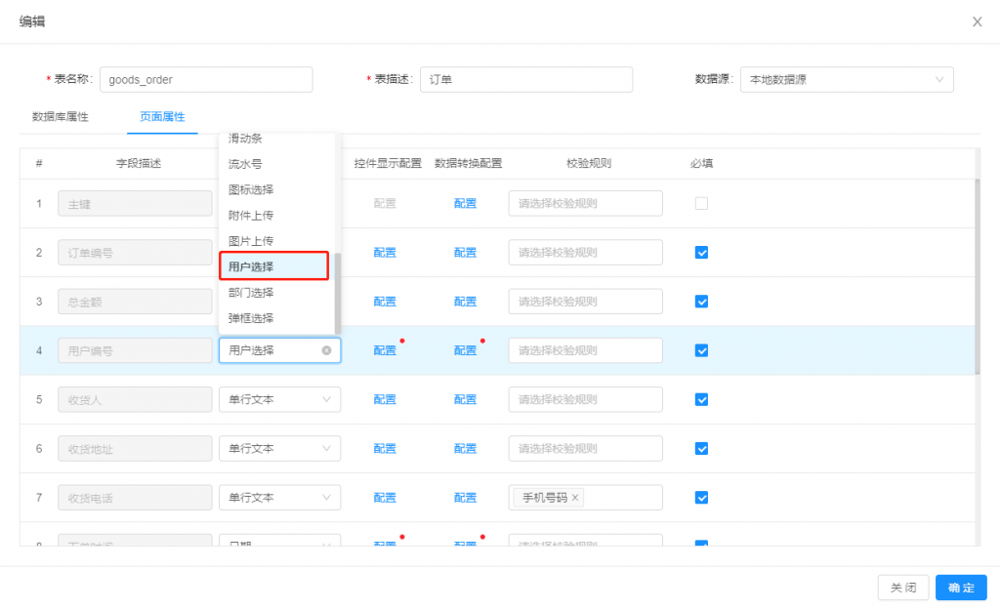 编辑
* 表名称: goods_order * 表描述: 订单 数据源: 本地数据源
数据库属性 页面属性
滑动条
# 字段描述 控件显示配置 数据转换配置 校验规则 必填
流水号
图标选择
1 主键 配置 配置 请选择校验规则
附件上传
图片上传
2 订单编号 配置 配置 请选择校验规则
用户选择
部门选择
3 总金额 配置 配置 请选择校验规则
弹框选择
4 用户编号 用户选择 配置 配置 请选择校验规则
5 收货人 单行文本 配置 配置 请选择校验规则
6 收货地址 单行文本 配置 配置 请选择校验规则
7 收货电话 单行文本 配置 配置 手机号码
8 下单时间 日期 配置 配置 请选择校验规则
关 闭 确 定